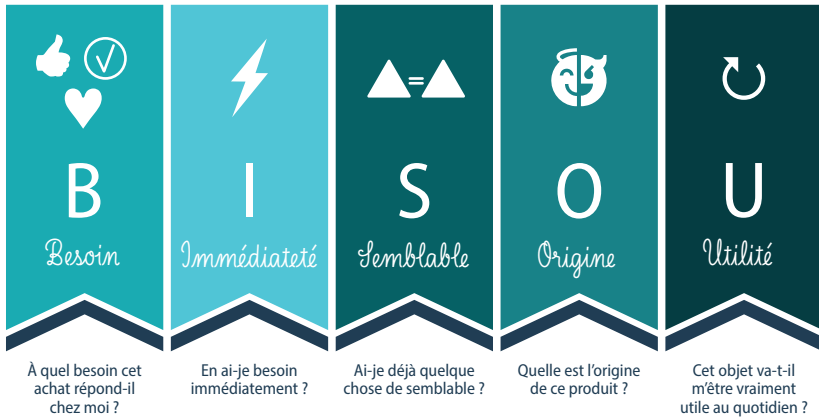 B
Besoin
À quel besoin cet
achat répond-il
chez moi ?
I
Immédiateté
En ai-je besoin
immédiatement ?
=
S
Semblable
Ai-je déjà quelque
chose de semblable ?
O
Origine
Quelle est l’origine
de ce produit ?
U
Utilité
Cet objet va-t-il
m’être vraiment
utile au quotidien ?